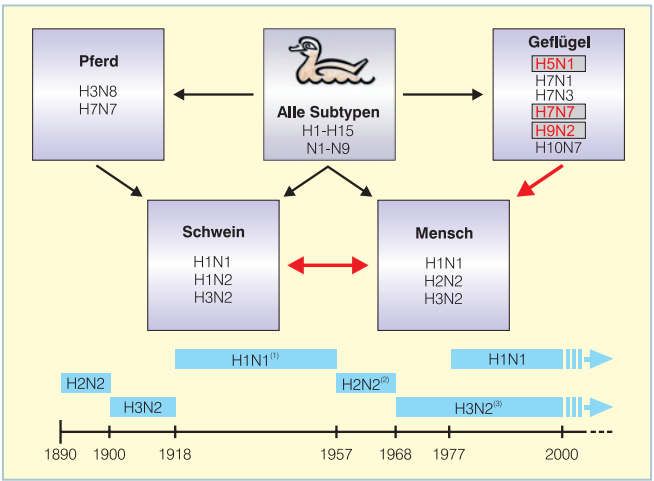 Pferd
H3N8
H7N7
Alle Subtypen
H1-H15
N1-N9
Geflügel
H5N1
H7N1
H7N3
H7N7
H9N2
H10N7
Schwein
H1N1
H1N2
H3N2
Mensch
H1N1
H2N2
H3N2
H1N1(1) H1N1
H2N2 H2N2(2)
H3N2 H3N2(3)
1890 1900 1918 1957 1968 1977 2000